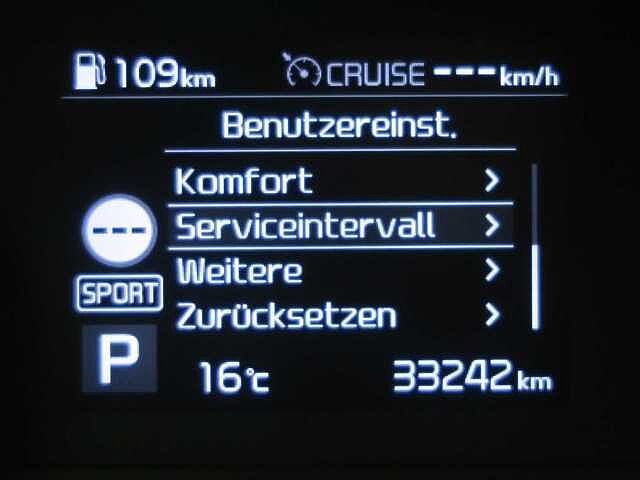 109km CRUISE ---km/h
Benutzereinst.
Komfort >
Serviceintervall >
---
Weitere >
SPORT
Zurücksetzen >
P
16°c 33242km